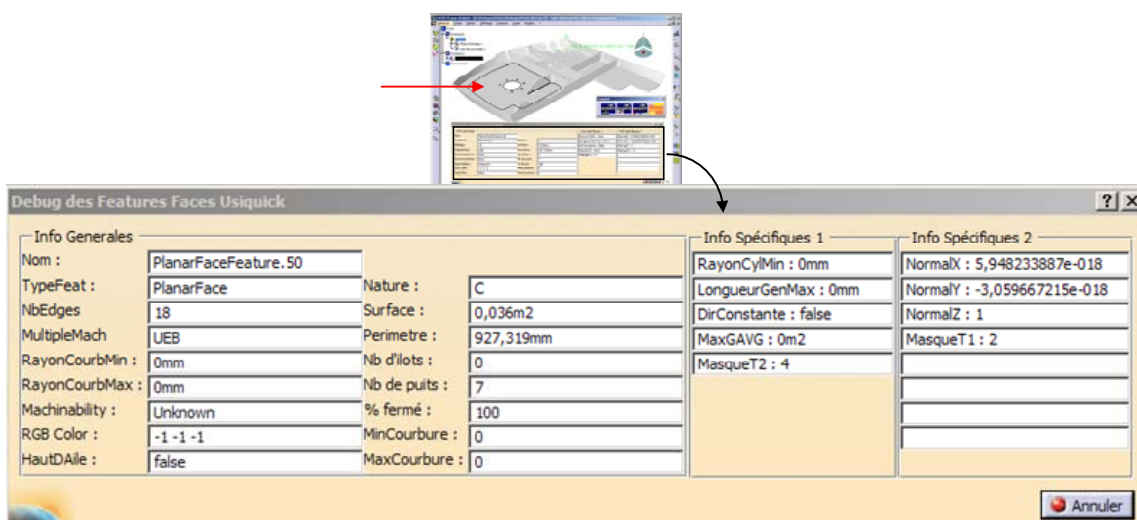 Debug des Features Faces Usiquick
Info Generales
Nom : PlanarFaceFeature.50
TypeFeat : PlanarFace Nature : C
NbEdges 18 Surface : 0,036m2
MultipleMach UEB Perimetre : 927,319mm
RayonCourbMin : 0mm Nb d'ilots : 0
RayonCourbMax : 0mm Nb de puits : 7
Machinability : Unknown % fermé : 100
RGB Color : -1 -1 -1 MinCourbure : 0
HautDAile : false MaxCourbure : 0
Info Spécifiques 1
RayonCylMin : 0mm
LongueurGenMax : 0mm
DirConstante : false
MaxGAVG : 0m2
MasqueT2 : 4
Info Spécifiques 2
NormalX : 5,948233887e-018
NormalY : -3,059667215e-018
NormalZ : 1
MasqueT1 : 2
Annuler